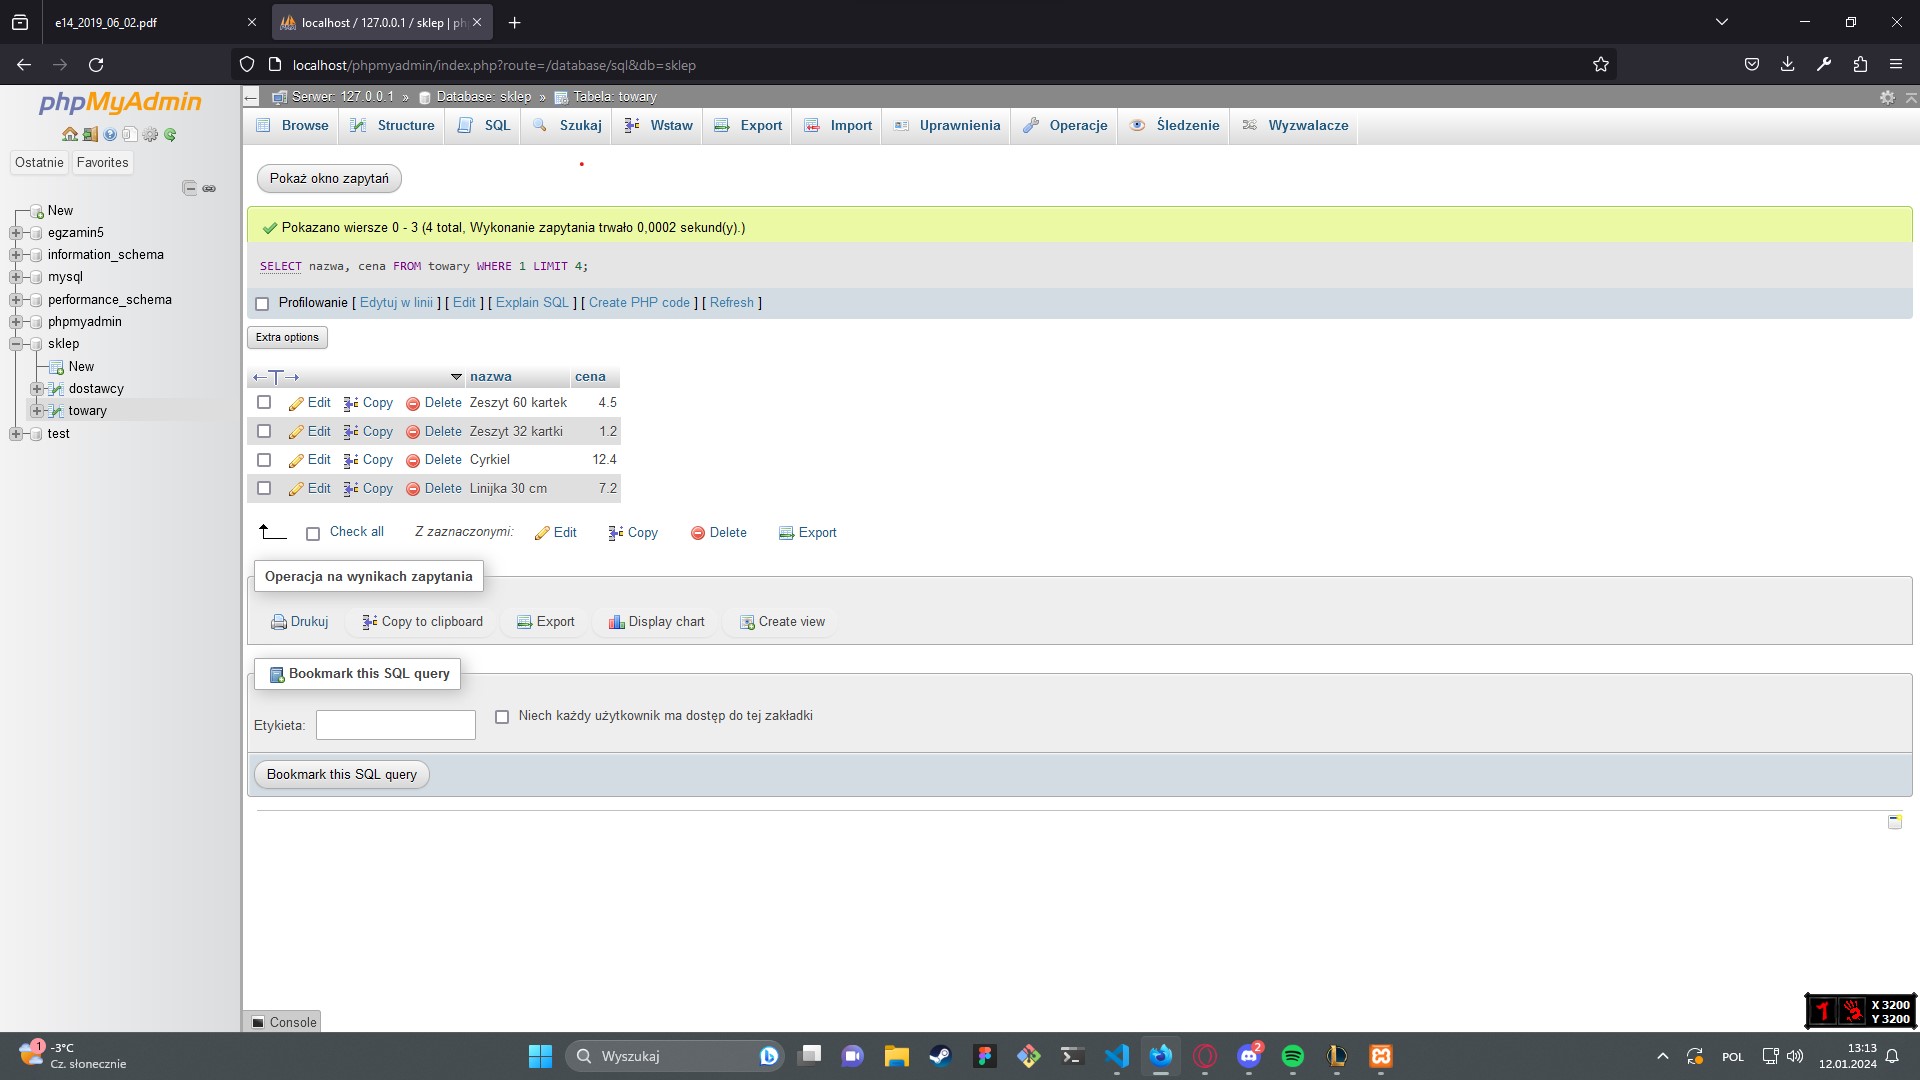 e14_2019_06_02.pdf
localhost / 127.0.0.1 / sklep | ph
localhost/phpmyadmin/index.php?route=/database/sql&db=sklep
phpMyAdmin
Ostatnie Favorites
New
egzamin5
information_schema
mysql
performance_schema
phpmyadmin
sklep
New
dostawcy
towary
test
Serwer: 127.0.0.1 » Database: sklep » Tabela: towary
Browse Structure SQL Szukaj Wstaw Export Import Uprawnienia Operacje Śledzenie Wyzwalacze
Pokaż okno zapytań
Pokazano wiersze 0 - 3 (4 total, Wykonanie zapytania trwało 0,0002 sekund(y).)
SELECT nazwa, cena FROM towary WHERE 1 LIMIT 4;
Profilowanie [ Edytuj w linii ] [ Edit ] [ Explain SQL ] [ Create PHP code ] [ Refresh ]
Extra options
←T→ nazwa cena
Edit Copy Delete Zeszyt 60 kartek 4.5
Edit Copy Delete Zeszyt 32 kartki 1.2
Edit Copy Delete Cyrkiel 12.4
Edit Copy Delete Linijka 30 cm 7.2
Check all Z zaznaczonymi: Edit Copy Delete Export
Operacja na wynikach zapytania
Drukuj Copy to clipboard Export Display chart Create view
Bookmark this SQL query
Etykieta: Niech każdy użytkownik ma dostęp do tej zakładki
Bookmark this SQL query
Console
X 3200
Y 3200
1
-3°C
Cz. słonecznie
Wyszukaj
2
POL
13:13
12.01.2024